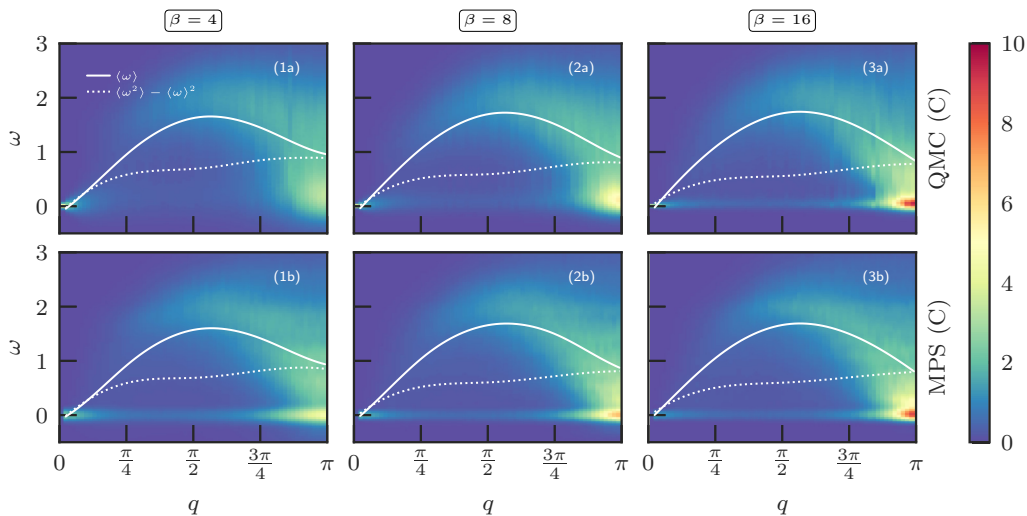 β = 4
β = 8
β = 16
3
2
1
0
ω
⟨ω⟩
⟨ω²⟩ − ⟨ω⟩²
(1a)
(2a)
(3a)
QMC (C)
3
2
1
0
ω
(1b)
(2b)
(3b)
MPS (C)
0 π/4 π/2 3π/4 π
0 π/4 π/2 3π/4 π
0 π/4 π/2 3π/4 π
q
q
q
10
8
6
4
2
0